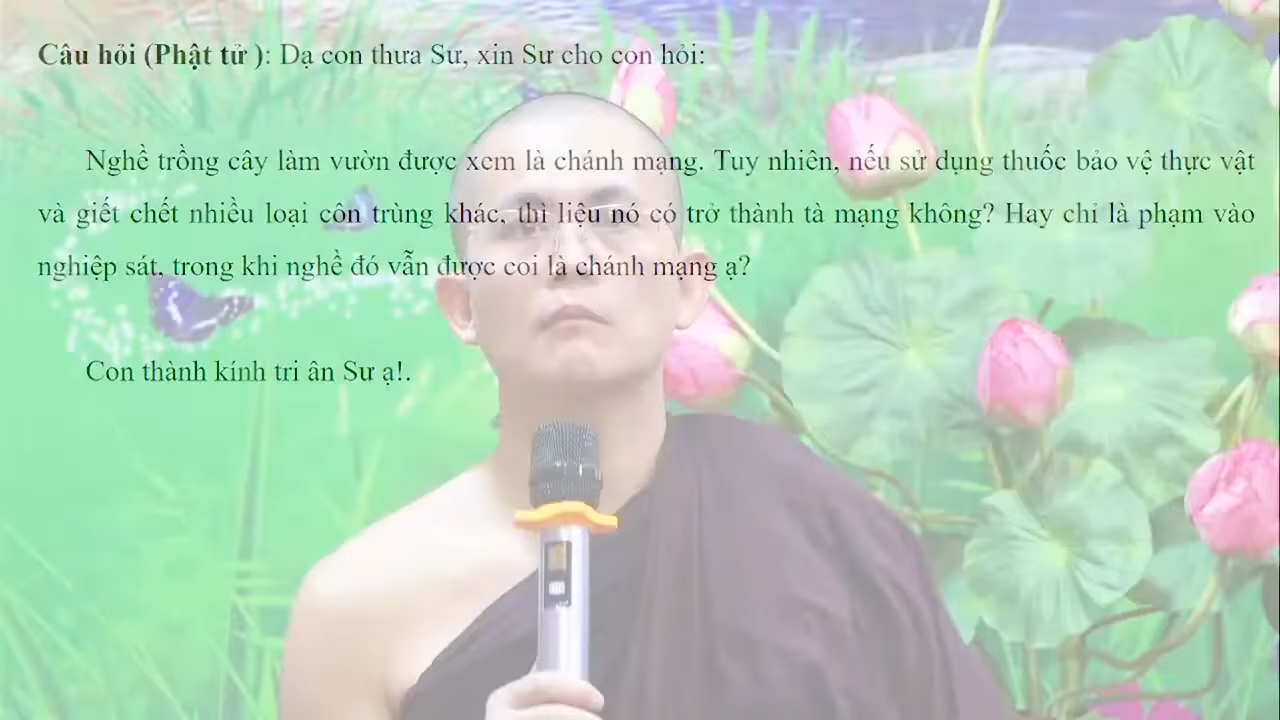 Câu hỏi (Phật tử ): Dạ con thưa Sư, xin Sư cho con hỏi:
Nghề trồng cây làm vườn được xem là chánh mạng. Tuy nhiên, nếu sử dụng thuốc bảo vệ thực vật
và giết chết nhiều loại côn trùng khác, thì liệu nó có trở thành tà mạng không? Hay chỉ là phạm vào
nghiệp sát, trong khi nghề đó vẫn được coi là chánh mạng ạ?
Con thành kính tri ân Sư ạ!.